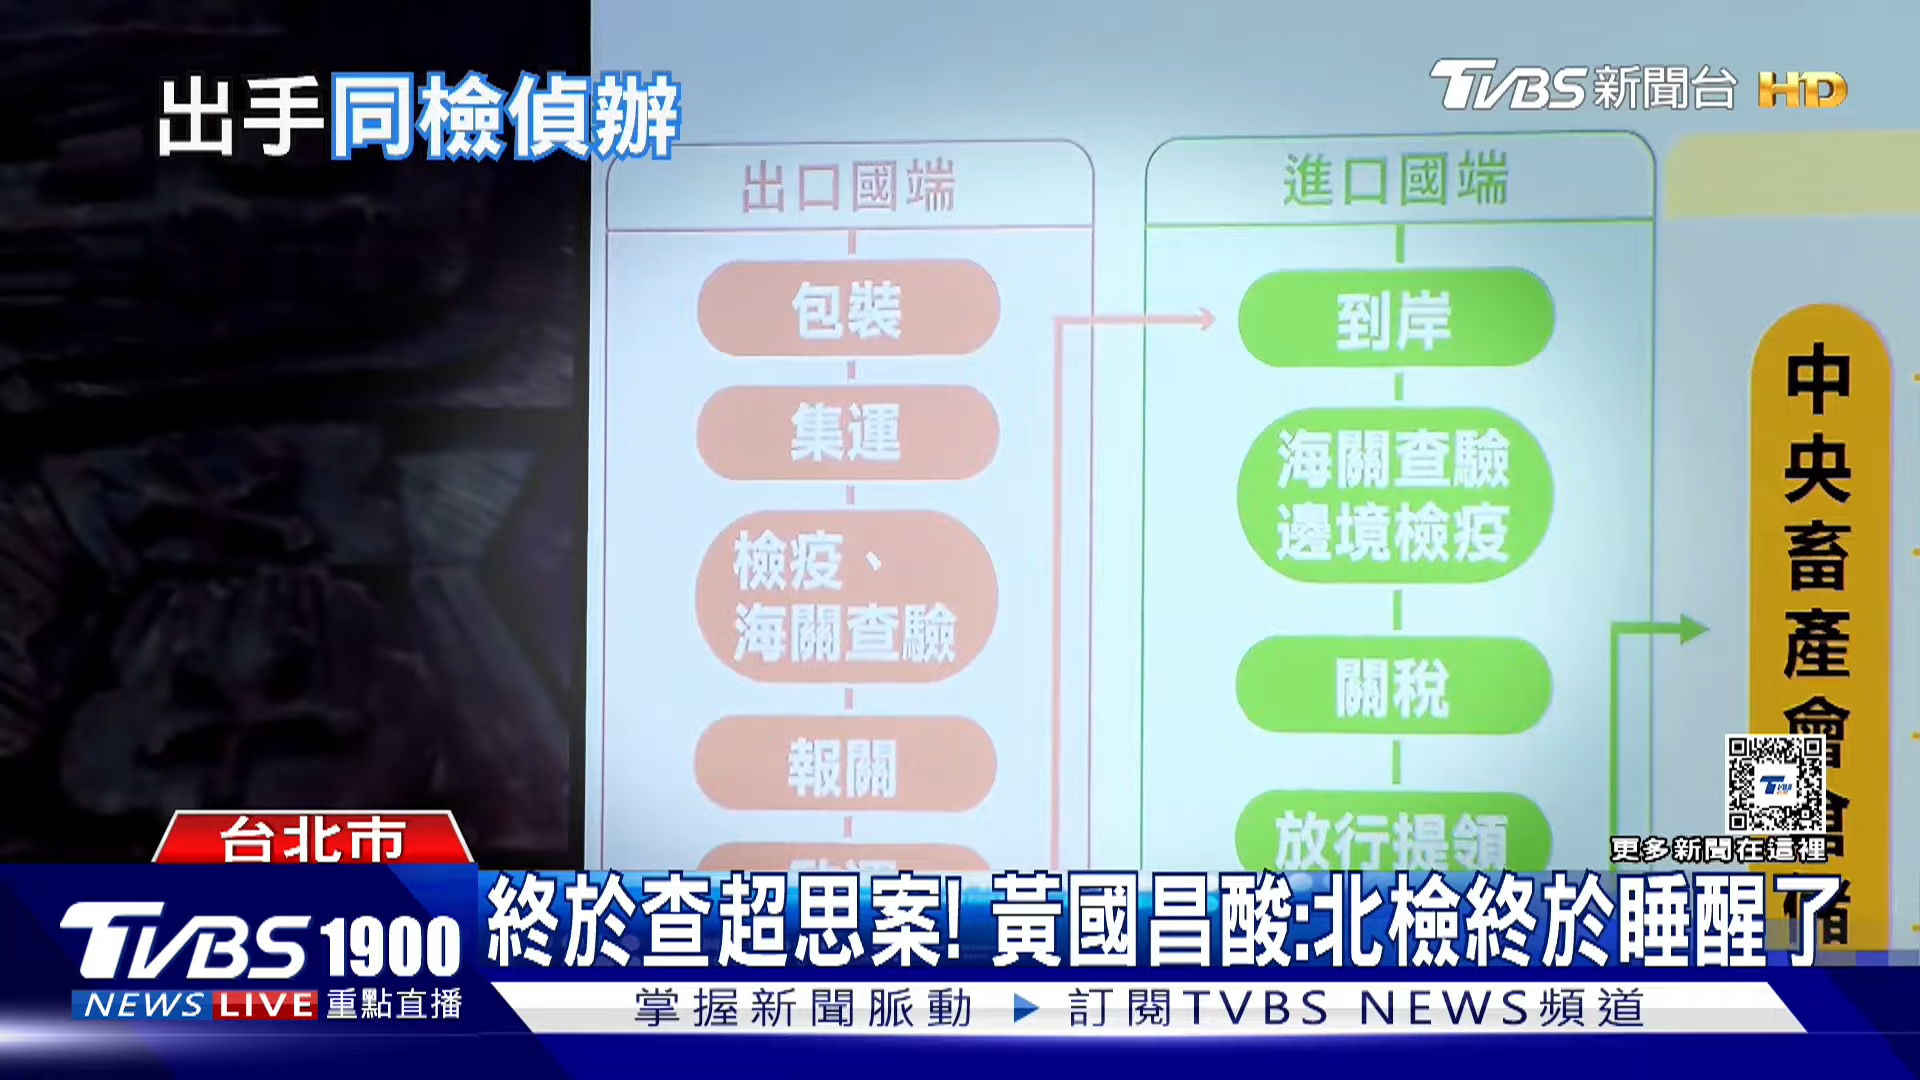 出手同檢偵辦
TVBS新聞台 HD
出口國端
包裝
集運
檢疫、
海關查驗
報關
進口國端
到岸
海關查驗
邊境檢疫
關稅
放行提領
中央畜產會倉儲
TVBS
更多新聞在這裡
台北市
終於查超思案! 黃國昌酸:北檢終於睡醒了
TVBS 1900
NEWS LIVE 重點直播
掌握新聞脈動 ▶ 訂閱TVBS NEWS頻道